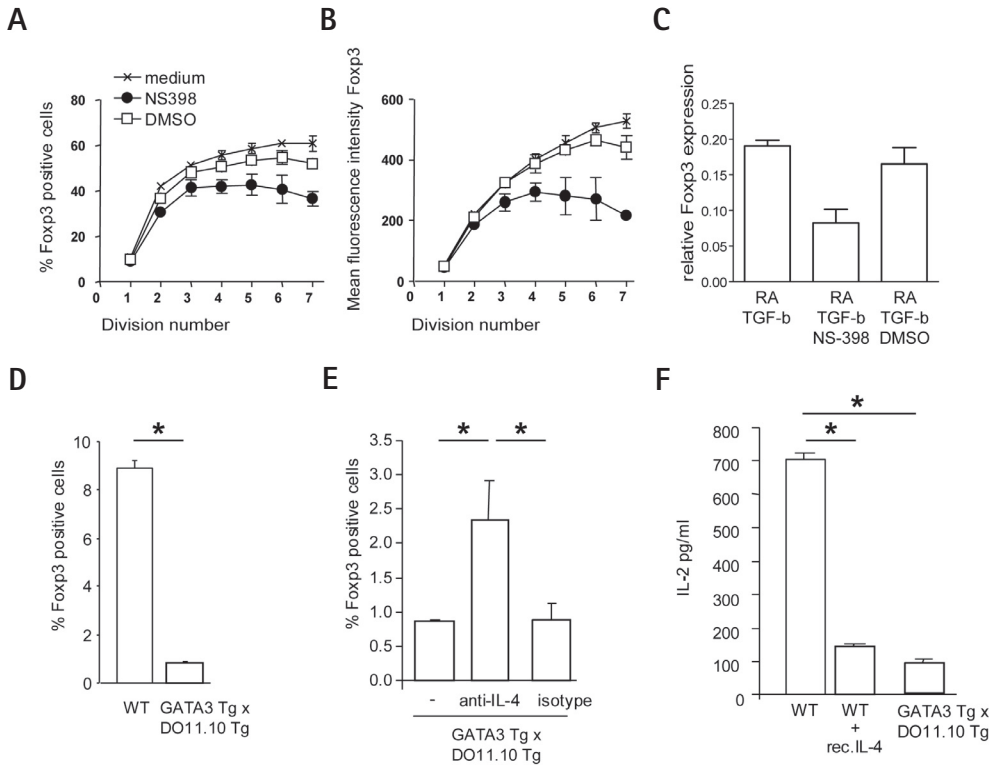 A
medium
NS398
DMSO
% Foxp3 positive cells
80
60
40
20
0
0 1 2 3 4 5 6 7
Division number
B
Mean fluorescence intensity Foxp3
600
400
200
0
0 1 2 3 4 5 6 7
Division number
C
relative Foxp3 expression
0.25
0.20
0.15
0.10
0.05
0.00
RA RA RA
TGF-b TGF-b TGF-b
NS-398 DMSO
D
*
% Foxp3 positive cells
10
8
6
4
2
0
WT GATA3 Tg x
DO11.10 Tg
E
* *
% Foxp3 positive cells
3.5
3.0
2.5
2.0
1.5
1.0
0.5
0.0
- anti-IL-4 isotype
GATA3 Tg x
DO11.10 Tg
F
*
*
IL-2 pg/ml
800
700
600
500
400
300
200
100
0
WT WT GATA3 Tg x
+ DO11.10 Tg
rec.IL-4